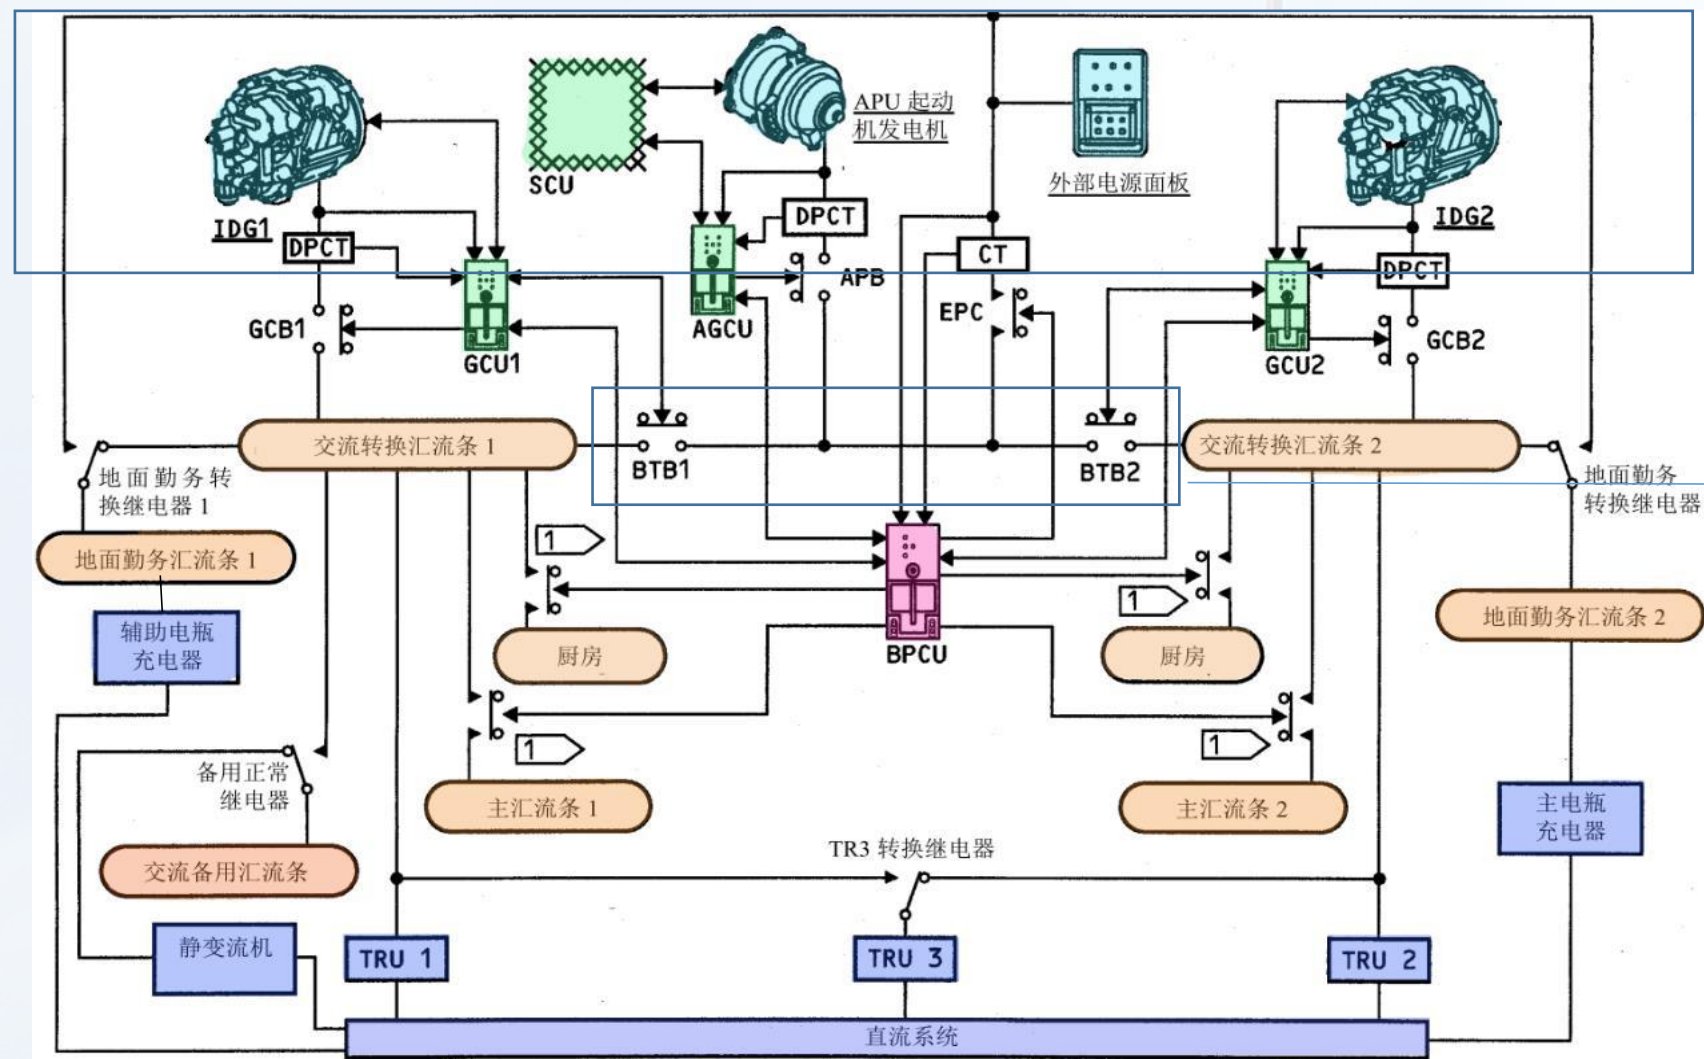 APU 起动
机发电机
SCU
外部电源面板
IDG1
IDG2
DPCT
DPCT
CT
DPCT
APB
EPC
GCB1
GCU1
AGCU
GCU2
GCB2
交流转换汇流条 1
BTB1
BTB2
交流转换汇流条 2
地面勤务转
换继电器 1
地面勤务
转换继电器
地面勤务汇流条 1
1
1
地面勤务汇流条 2
辅助电瓶
充电器
厨房
BPCU
厨房
1
1
备用正常
继电器
主汇流条 1
主汇流条 2
主电瓶
充电器
TR3 转换继电器
交流备用汇流条
静变流机
TRU 1
TRU 3
TRU 2
直流系统